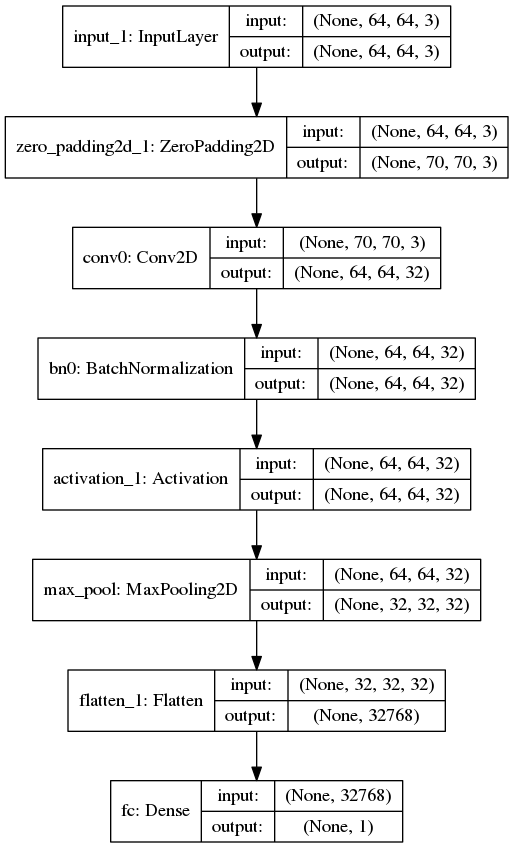 input_1: InputLayer
input: (None, 64, 64, 3)
output: (None, 64, 64, 3)
zero_padding2d_1: ZeroPadding2D
input: (None, 64, 64, 3)
output: (None, 70, 70, 3)
conv0: Conv2D
input: (None, 70, 70, 3)
output: (None, 64, 64, 32)
bn0: BatchNormalization
input: (None, 64, 64, 32)
output: (None, 64, 64, 32)
activation_1: Activation
input: (None, 64, 64, 32)
output: (None, 64, 64, 32)
max_pool: MaxPooling2D
input: (None, 64, 64, 32)
output: (None, 32, 32, 32)
flatten_1: Flatten
input: (None, 32, 32, 32)
output: (None, 32768)
fc: Dense
input: (None, 32768)
output: (None, 1)